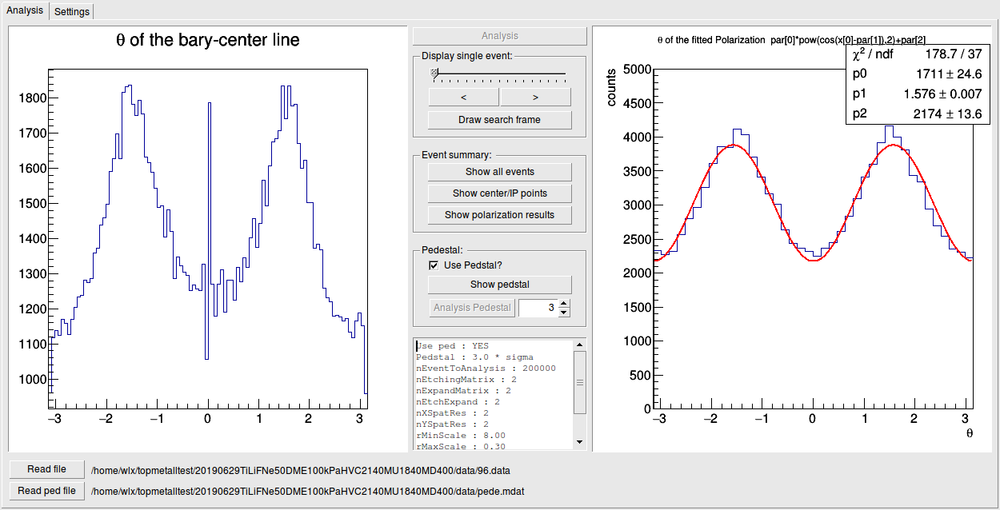 Analysis
Settings
θ of the bary-center line
1800
1700
1600
1500
1400
1300
1200
1100
1000
−3 −2 −1 0 1 2 3
Analysis
Display single event:
< >
Draw search frame
Event summary:
Show all events
Show center/IP points
Show polarization results
Pedestal:
Use Pedstal?
Show pedstal
Analysis Pedestal 3
Use ped : YES
Pedstal : 3.0 * sigma
nEventToAnalysis : 200000
nEtchingMatrix : 2
nExpandMatrix : 2
nEtchExpand : 2
nXSpatRes : 2
nYSpatRes : 2
rMinScale : 8.00
rMaxScale : 0.30
θ of the fitted Polarization par[0]*pow(cos(x[0]-par[1]),2)+par[2]
χ² / ndf 178.7 / 37
p0 1711 ± 24.6
p1 1.576 ± 0.007
p2 2174 ± 13.6
counts
5000
4500
4000
3500
3000
2500
2000
1500
1000
500
0
−3 −2 −1 0 1 2 3
θ
Read file /home/wlx/topmetalltest/20190629TiLiFNe50DME100kPaHVC2140MU1840MD400/data/96.data
Read ped file /home/wlx/topmetalltest/20190629TiLiFNe50DME100kPaHVC2140MU1840MD400/data/pede.mdat